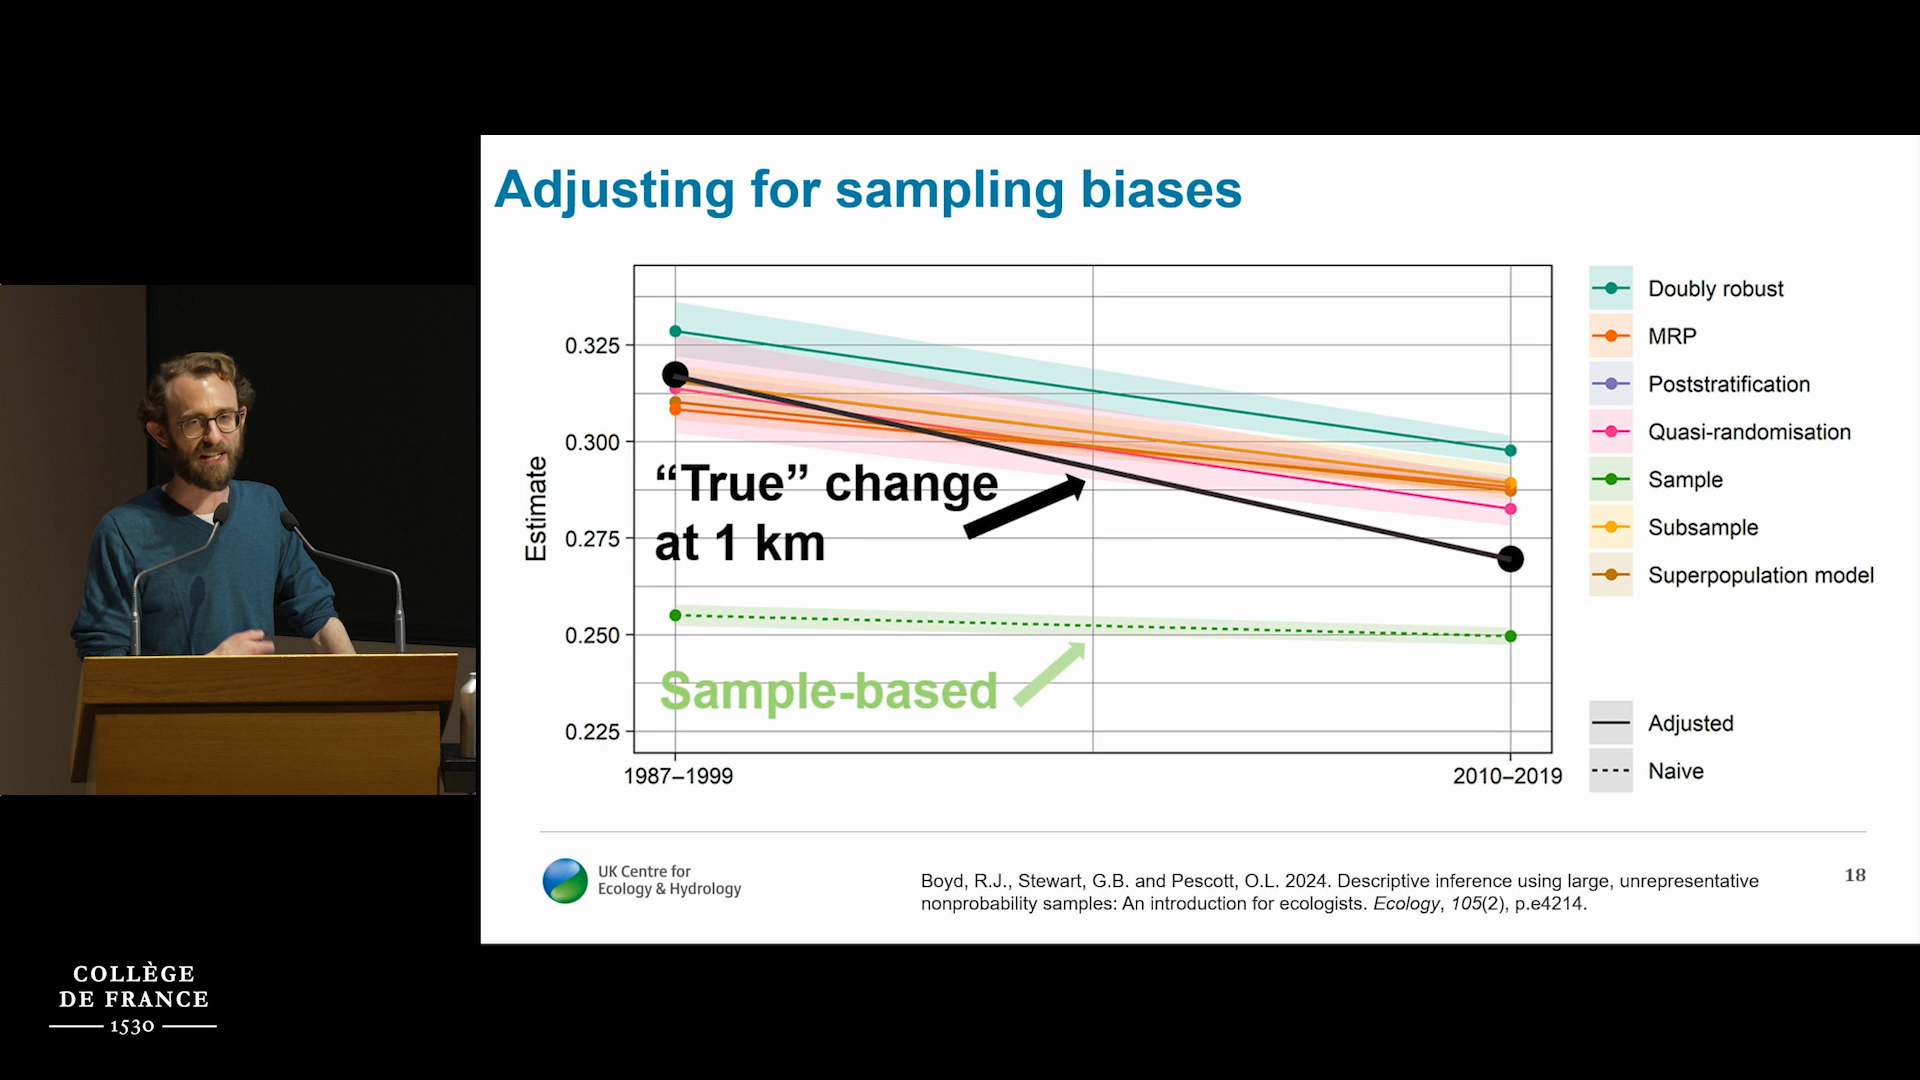 Adjusting for sampling biases
Estimate
0.325
0.300
0.275
0.250
0.225
1987–1999
2010–2019
“True” change
at 1 km
Sample-based
Doubly robust
MRP
Poststratification
Quasi-randomisation
Sample
Subsample
Superpopulation model
Adjusted
Naive
UK Centre for
Ecology & Hydrology
Boyd, R.J., Stewart, G.B. and Pescott, O.L. 2024. Descriptive inference using large, unrepresentative
nonprobability samples: An introduction for ecologists. Ecology, 105(2), p.e4214.
18
COLLÈGE
DE FRANCE
1530